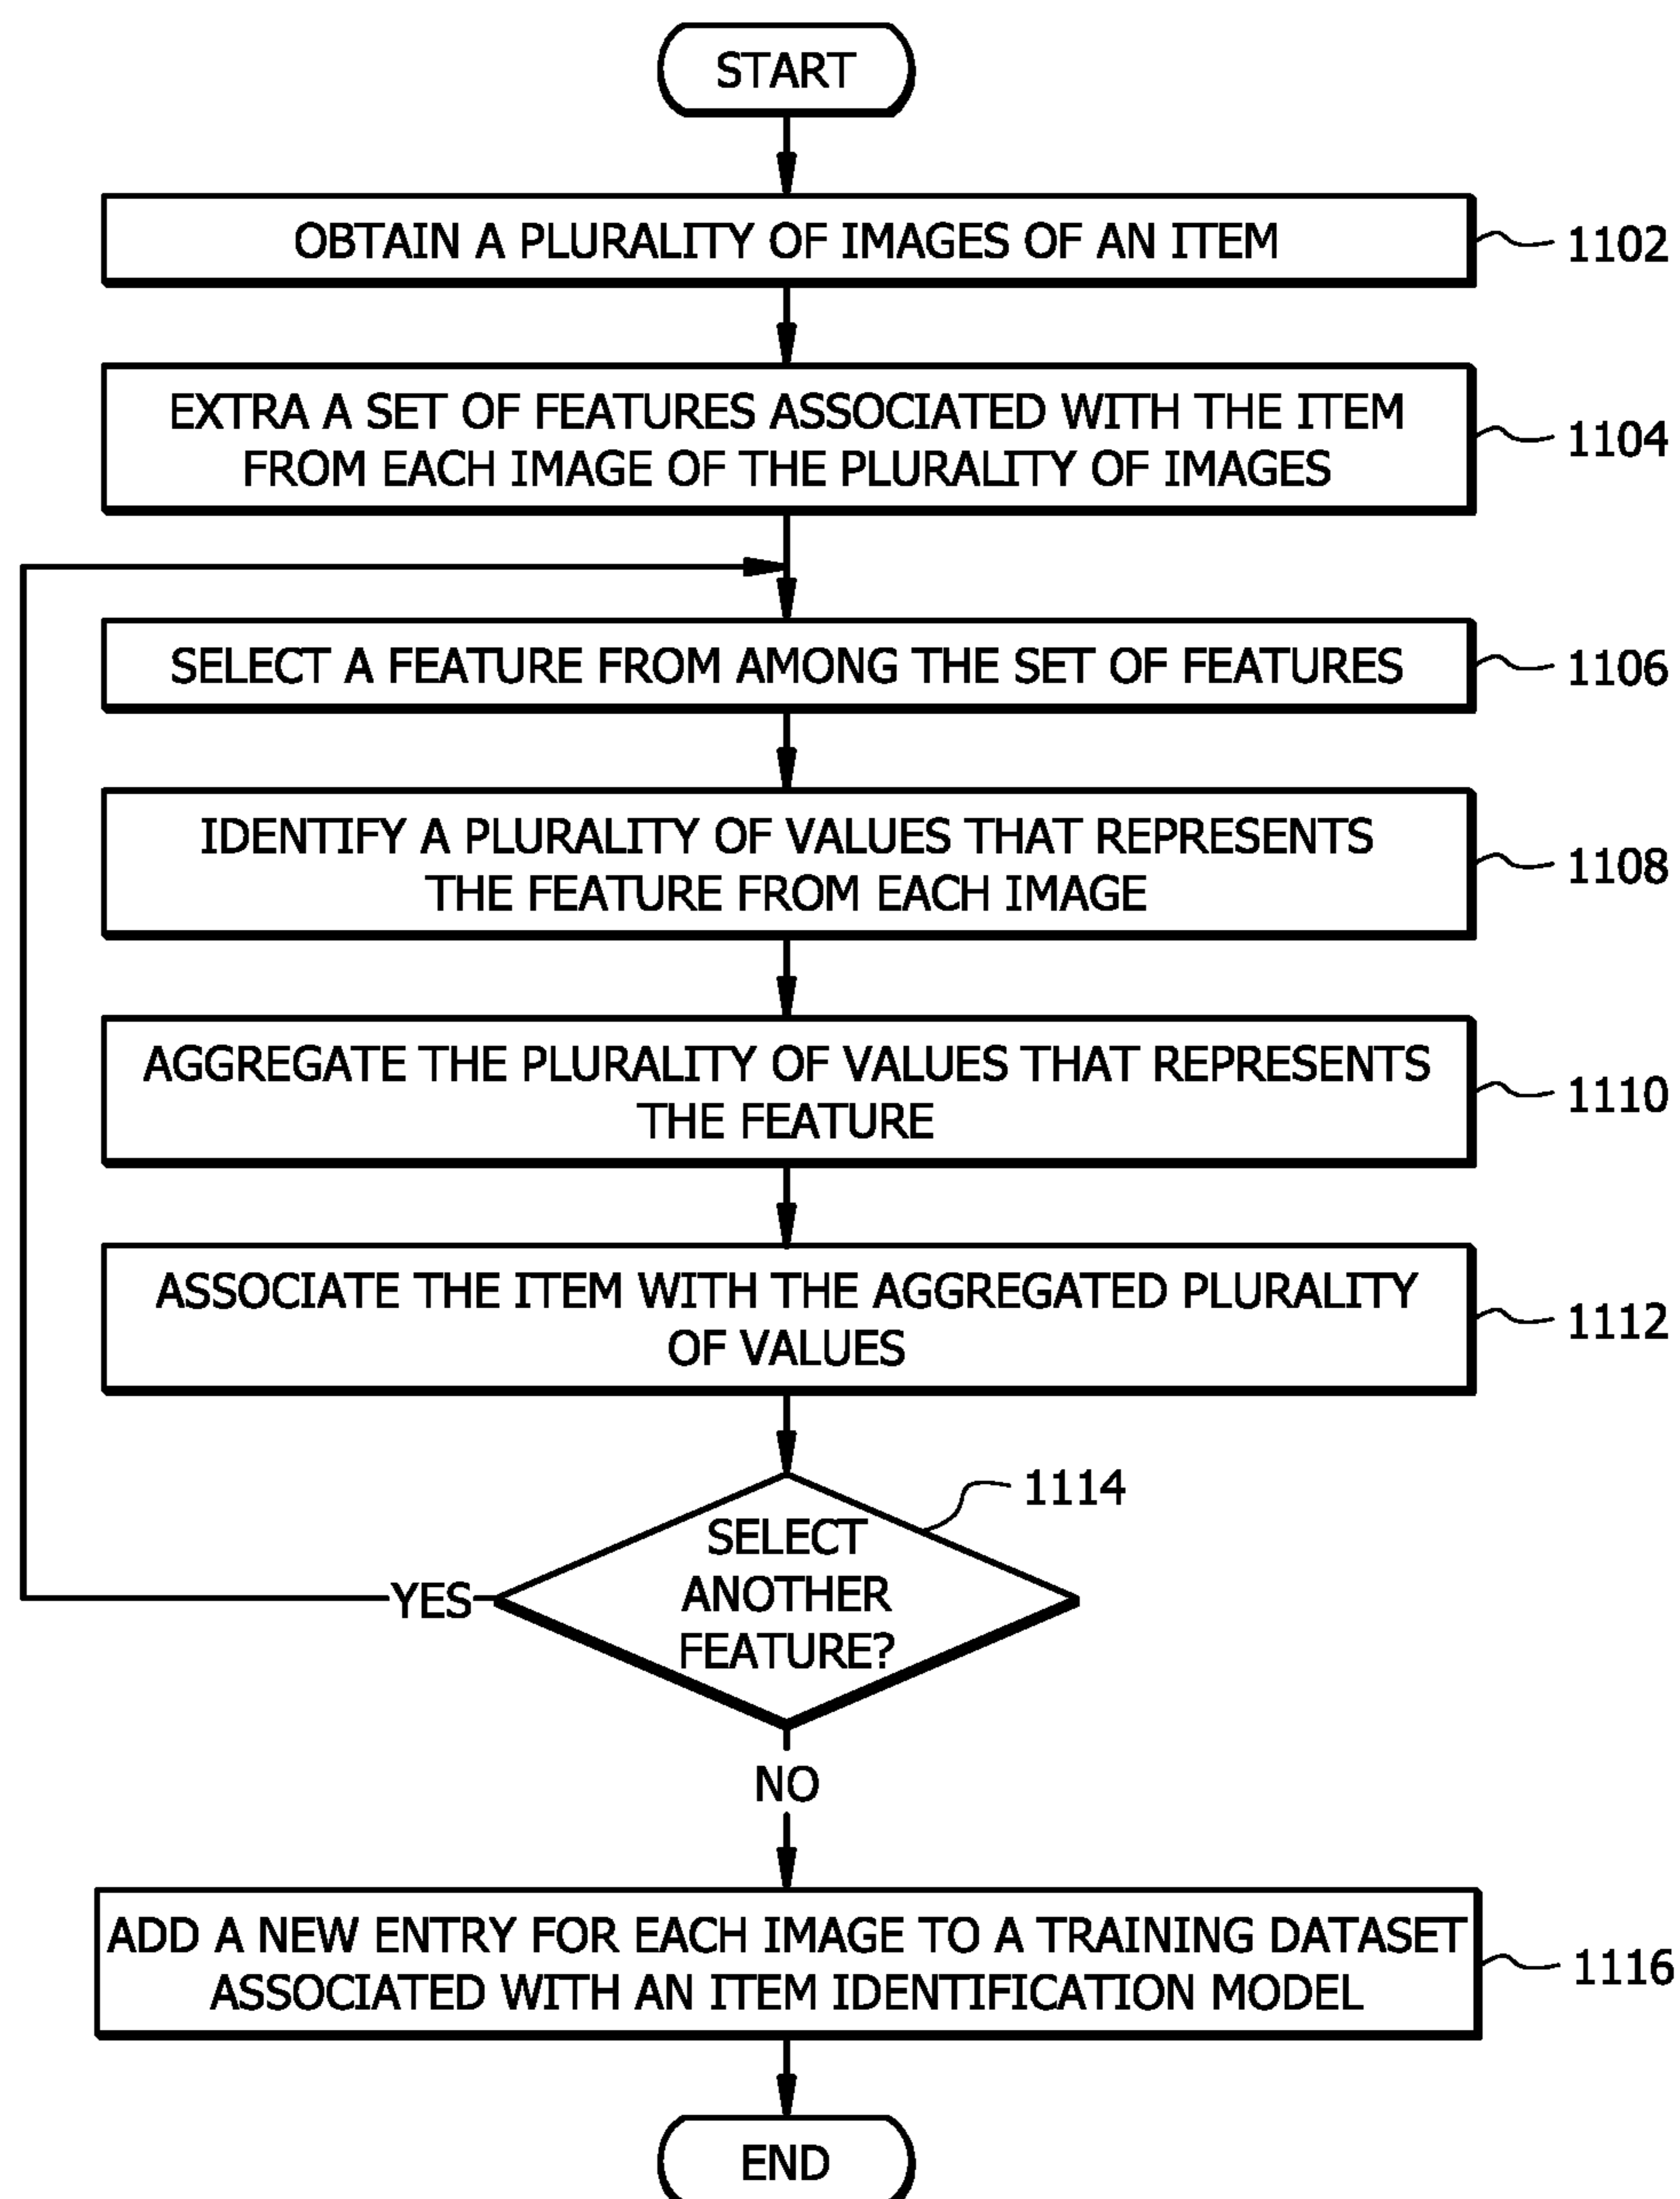 START
OBTAIN A PLURALITY OF IMAGES OF AN ITEM
1102
EXTRA A SET OF FEATURES ASSOCIATED WITH THE ITEM
FROM EACH IMAGE OF THE PLURALITY OF IMAGES
1104
SELECT A FEATURE FROM AMONG THE SET OF FEATURES
1106
IDENTIFY A PLURALITY OF VALUES THAT REPRESENTS
THE FEATURE FROM EACH IMAGE
1108
AGGREGATE THE PLURALITY OF VALUES THAT REPRESENTS
THE FEATURE
1110
ASSOCIATE THE ITEM WITH THE AGGREGATED PLURALITY
OF VALUES
1112
1114
SELECT
ANOTHER
FEATURE?
YES
NO
ADD A NEW ENTRY FOR EACH IMAGE TO A TRAINING DATASET
ASSOCIATED WITH AN ITEM IDENTIFICATION MODEL
1116
END